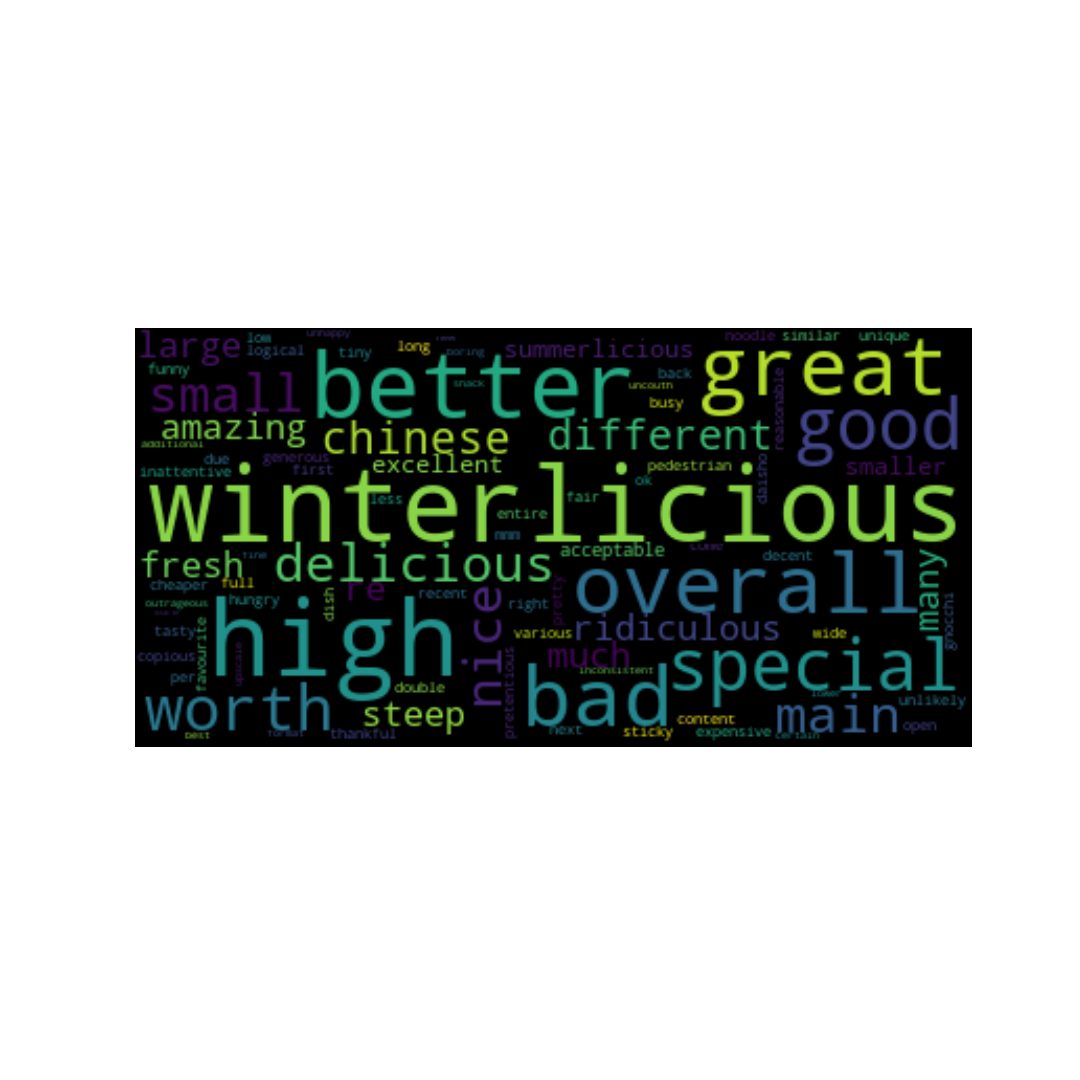 large
low
logical
unhappy
tiny
long
boring
summerlicious
noodle
similar
unique
funny
small
better
snack
uncouth
back
busy
great
reasonable
good
amazing
additional
chinese
different
due
inattentive
generous
first
excellent
pedestrian
ok
daisho
smaller
winterlicious
less
fair
entire
mmm
fresh
delicious
acceptable
decent
overall
many
cheaper
full
re
outrageous
hungry
dish
recent
nice
right
pretty
gnocchi
high
tasty
favourite
upscale
various
ridiculous
wide
copious
per
much
inconsistent
special
pretentious
worth
double
steep
bad
content
main
lower
unlikely
open
best
formal
thankful
next
sticky
expensive
certain